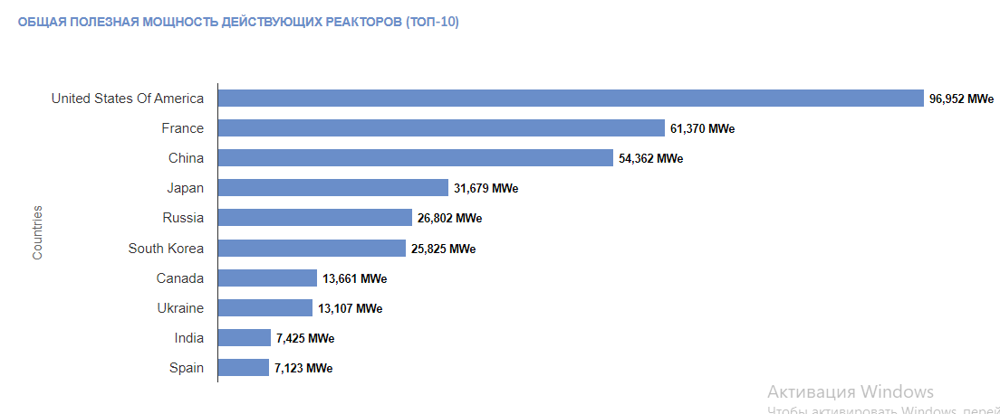 ОБЩАЯ ПОЛЕЗНАЯ МОЩНОСТЬ ДЕЙСТВУЮЩИХ РЕАКТОРОВ (ТОП-10)
Countries
United States Of America 96,952 MWe
France 61,370 MWe
China 54,362 MWe
Japan 31,679 MWe
Russia 26,802 MWe
South Korea 25,825 MWe
Canada 13,661 MWe
Ukraine 13,107 MWe
India 7,425 MWe
Spain 7,123 MWe
Активация Windows
Чтобы активировать Windows, перей